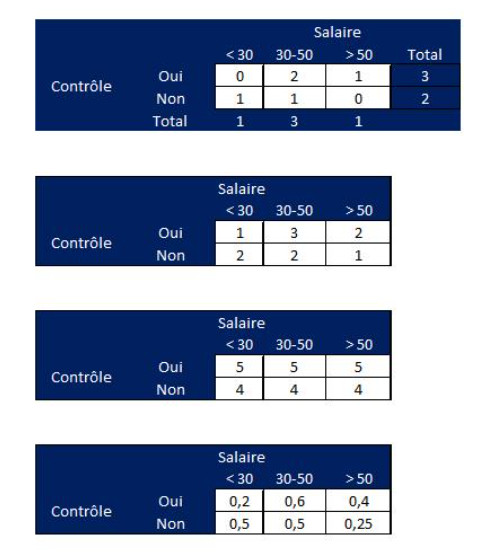 Salaire
< 30 30-50 > 50 Total
Contrôle
Oui 0 2 1 3
Non 1 1 0 2
Total 1 3 1
Salaire
< 30 30-50 > 50
Contrôle
Oui 1 3 2
Non 2 2 1
Salaire
< 30 30-50 > 50
Contrôle
Oui 5 5 5
Non 4 4 4
Salaire
< 30 30-50 > 50
Contrôle
Oui 0,2 0,6 0,4
Non 0,5 0,5 0,25